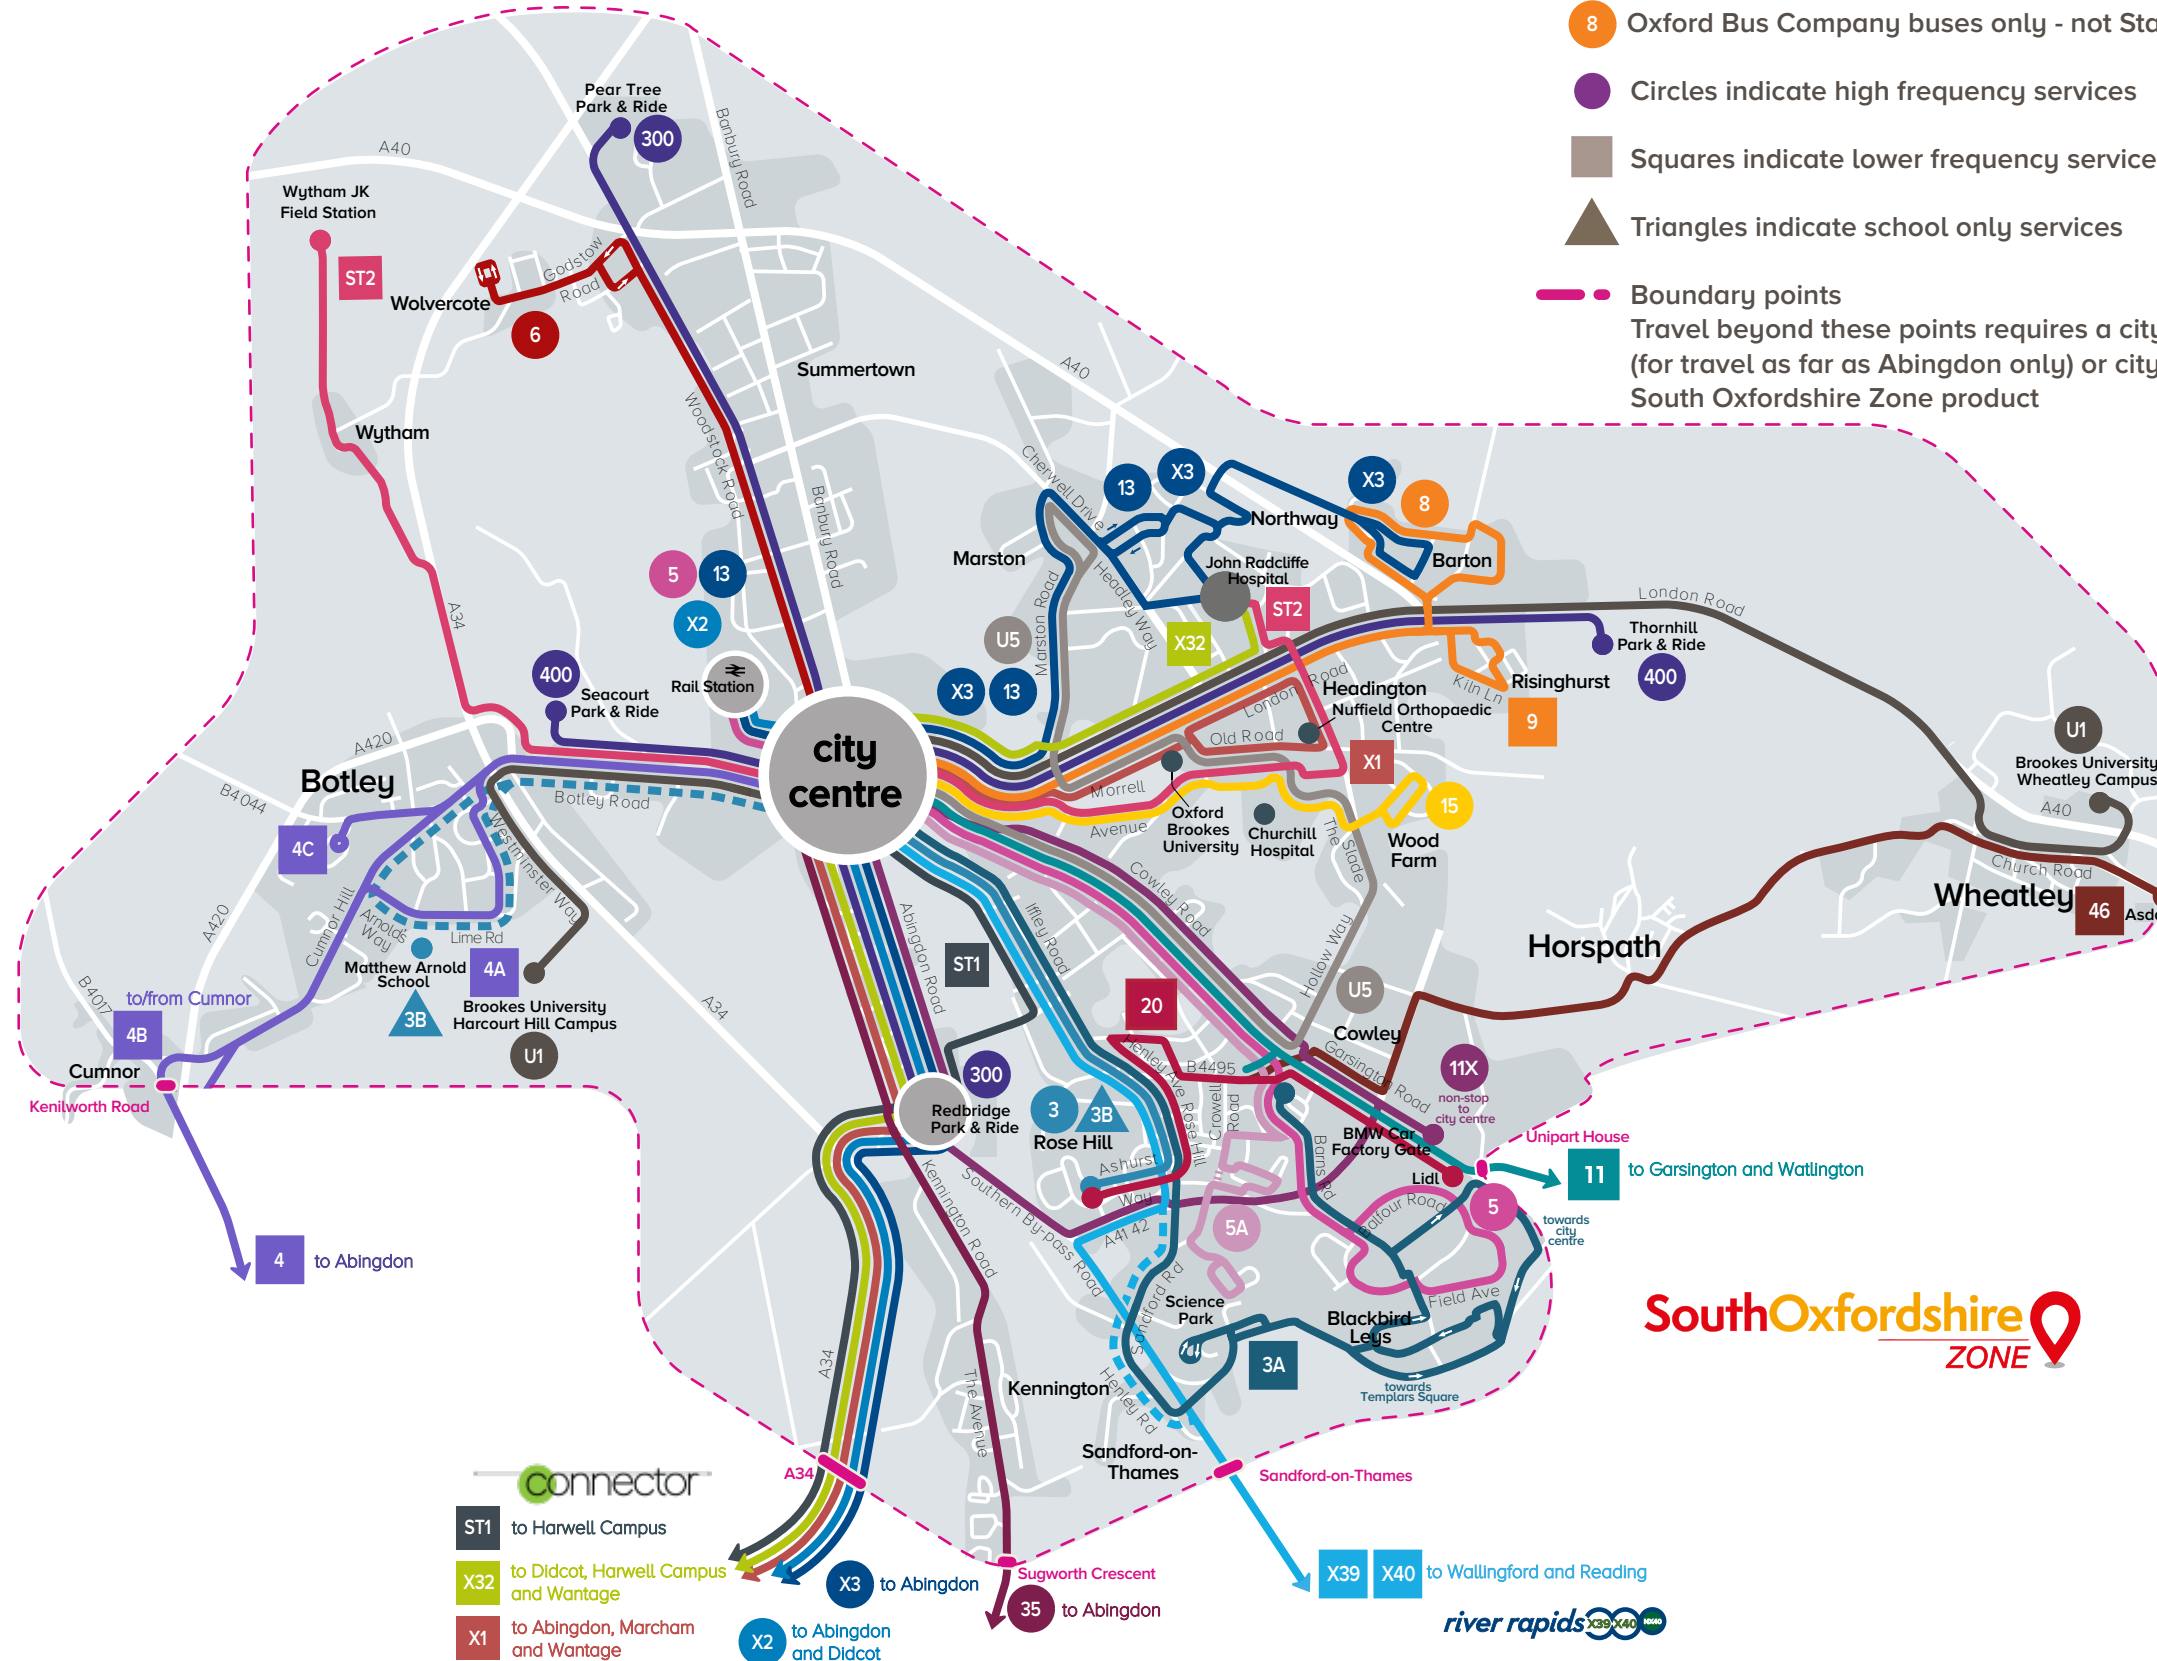 8 Oxford Bus Company buses only - not
Circles indicate high frequency services
Squares indicate lower frequency service
Triangles indicate school only services
Boundary points
Travel beyond these points requires a city
(for travel as far as Abingdon only) or city
South Oxfordshire Zone product
Pear Tree
Park & Ride
300
Banbury Road
A40
Wytham JK
Field Station
ST2
Godstow
Road
Wolvercote
6
Summertown
A40
Wytham
Woodstock Road
Banbury Road
Cherwell Drive
13
X3
X3
8
Northway
Barton
Marston
John Radcliffe
Hospital
Headley Way
Marston Road
5
13
X2
A34
ST2
London Road
Thornhill
Park & Ride
400
U5
X32
X3
13
400
Seacourt
Park & Ride
Rail Station
London Road
Headington
Nuffield Orthopaedic
Centre
Kiln Ln
Risinghurst
9
Old Road
X1
U1
Brookes University
Wheatley Campus
A40
A420
Botley
B4044
Botley Road
city
centre
Morrell
Avenue
Oxford
Brookes
University
Churchill
Hospital
The Slade
15
Wood
Farm
4C
Westminster Way
Church Road
Wheatley
46
Cowley Road
Horspath
A420
Cumnor Hill
Arnolds
Way
Lime Rd
Matthew Arnold
School
4A
3B
Brookes University
Harcourt Hill Campus
U1
Abingdon Road
Iffley Road
ST1
Hollow Way
U5
Cowley
20
B4017
to/from Cumnor
4B
Cumnor
Kenilworth Road
A34
Henley Ave
Rose Hill
B4495
Garsington Road
Crowell
Road
11X
non-stop
to
city centre
300
Redbridge
Park & Ride
3
3B
Rose Hill
BMW Car
Factory Gate
Unipart House
11
to Garsington and Watlington
Lidl
Ashurst
Way
Barns Rd
Balfour Road
5
towards
city
centre
5A
Kennington Road
Southern By-pass Road
A4142
4
to Abingdon
Sandford Rd
Science
Park
Field Ave
Blackbird
Leys
3A
towards
Templars Square
SouthOxfordshire
ZONE
A34
The Avenue
Kennington
Henley Rd
Sandford-on-
Thames
Sandford-on-Thames
A34
connector
ST1 to Harwell Campus
X32 to Didcot, Harwell Campus
and Wantage
X1 to Abingdon, Marcham
and Wantage
X3 to Abingdon
X2 to Abingdon
and Didcot
Sugworth Crescent
35 to Abingdon
X39 X40 to Wallingford and Reading
river rapids X39 X40 NX40